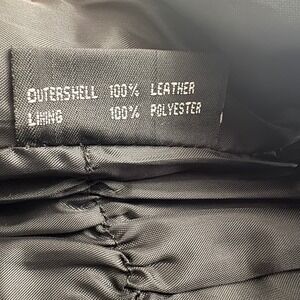 OUTERSHELL 100% LEATHER
LINING 100% POLYESTER